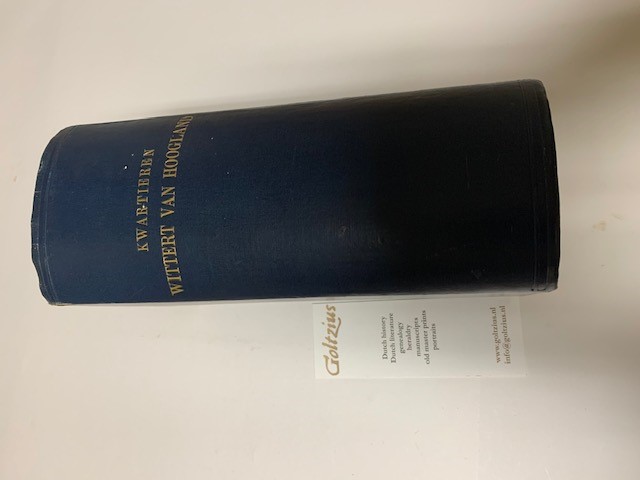 KWARTIEREN
WITTERT VAN HOOGLAND
Goltzius
Dutch history
Dutch literature
genealogy
heraldry
manuscripts
old master prints
portraits
www.goltzius.nl
info@goltzius.nl